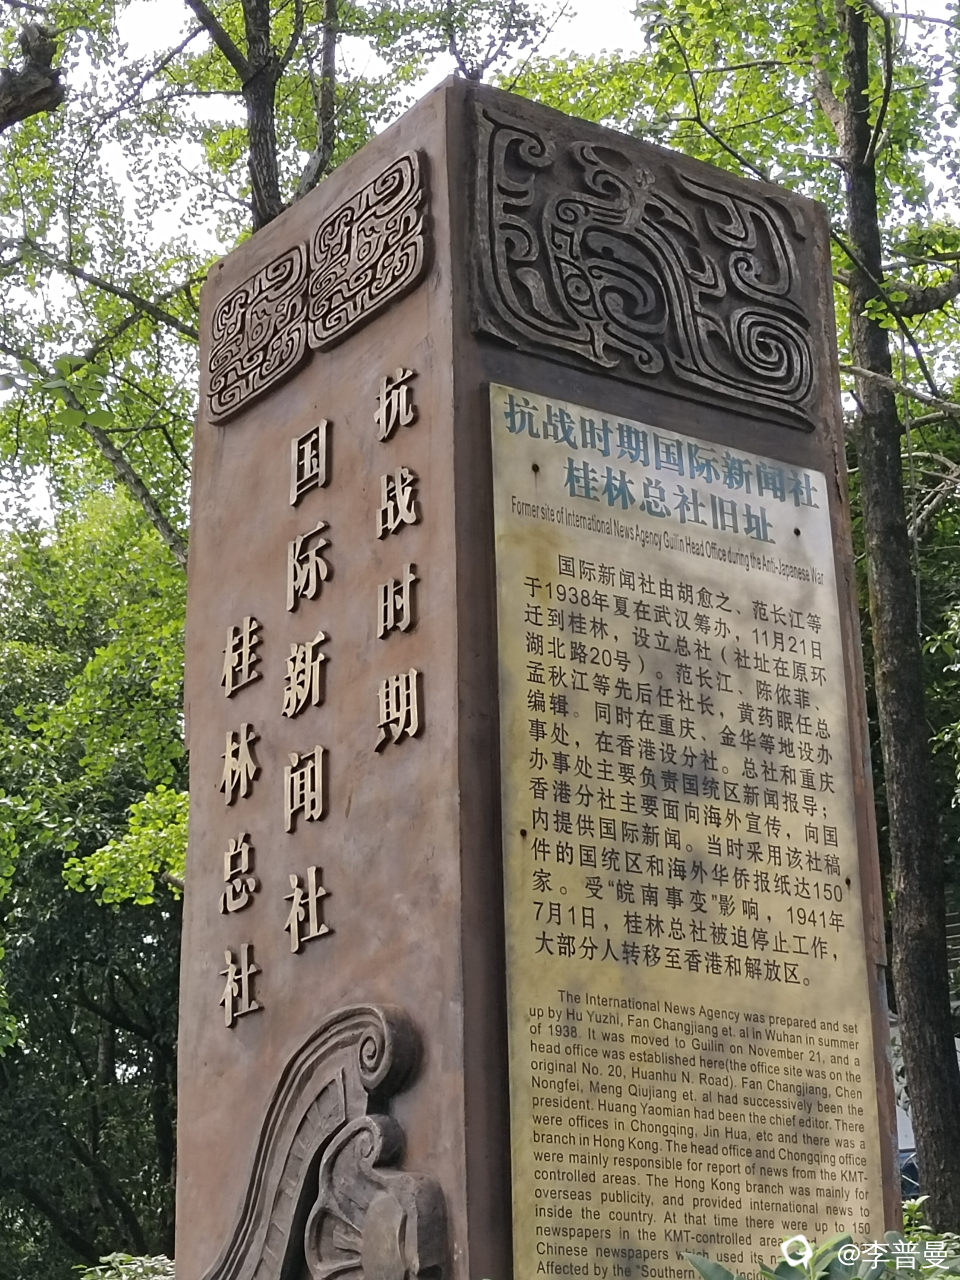 抗战时期
国际新闻社
桂林总社
抗战时期国际新闻社
桂林总社旧址
Former site of International News Agency Guilin Head Office during the Anti-Japanese War
国际新闻社由胡愈之、范长江等
于1938年夏在武汉筹办，11月21日
迁到桂林，设立总社（社址在原环
湖北路20号）。范长江、陈侬菲、
孟秋江等先后任社长，黄药眠任总
编辑。同时在重庆、金华等地设办
事处，在香港设分社。总社和重庆
办事处主要负责国统区新闻报导；
香港分社主要面向海外宣传，向国
内提供国际新闻。当时采用该社稿
件的国统区和海外华侨报纸达150
家。受“皖南事变”影响，1941年
7月1日，桂林总社被迫停止工作，
大部分人转移至香港和解放区。
The International News Agency was prepared and set
up by Hu Yuzhi, Fan Changjiang et. al in Wuhan in summer
of 1938. It was moved to Guilin on November 21, and a
head office was established here(the office site was on the
original No. 20, Huanhu N. Road). Fan Changjiang, Chen
Nongfei, Meng Qiujiang et. al had successively been the
president. Huang Yaomian had been the chief editor. There
were offices in Chongqing, Jin Hua, etc and there was a
branch in Hong Kong. The head office and Chongqing office
were mainly responsible for report of news from the KMT-
controlled areas. The Hong Kong branch was mainly for
overseas publicity, and provided international news to
inside the country. At that time there were up to 150
newspapers in the KMT-controlled
Chinese newspapers which used its
Affected by the "Southern
@李普曼